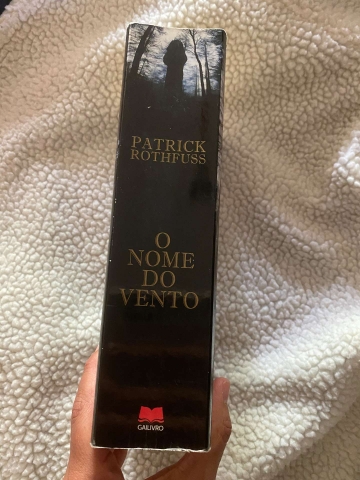 PATRICK
ROTHFUSS
O
NOME
DO
VENTO
GAILIVRO